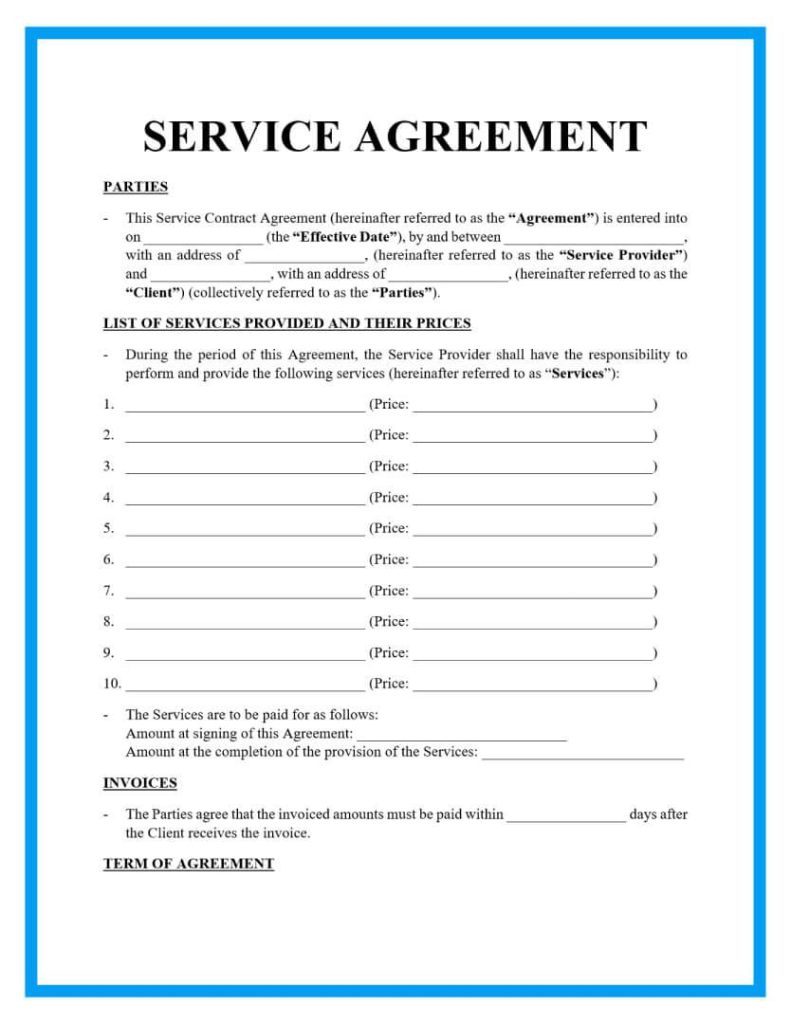 SERVICE AGREEMENT
PARTIES
- This Service Contract Agreement (hereinafter referred to as the “Agreement”) is entered into
on ________________ (the “Effective Date”), by and between ________________________,
with an address of ________________, (hereinafter referred to as the “Service Provider”)
and ________________, with an address of ________________, (hereinafter referred to as the
“Client”) (collectively referred to as the “Parties”).
LIST OF SERVICES PROVIDED AND THEIR PRICES
- During the period of this Agreement, the Service Provider shall have the responsibility to
perform and provide the following services (hereinafter referred to as “Services”):
1. ________________________________ (Price: ________________________________)
2. ________________________________ (Price: ________________________________)
3. ________________________________ (Price: ________________________________)
4. ________________________________ (Price: ________________________________)
5. ________________________________ (Price: ________________________________)
6. ________________________________ (Price: ________________________________)
7. ________________________________ (Price: ________________________________)
8. ________________________________ (Price: ________________________________)
9. ________________________________ (Price: ________________________________)
10. ________________________________ (Price: ________________________________)
- The Services are to be paid for as follows:
Amount at signing of this Agreement: ____________________________
Amount at the completion of the provision of the Services: ___________________________
INVOICES
- The Parties agree that the invoiced amounts must be paid within ________________ days after
the Client receives the invoice.
TERM OF AGREEMENT